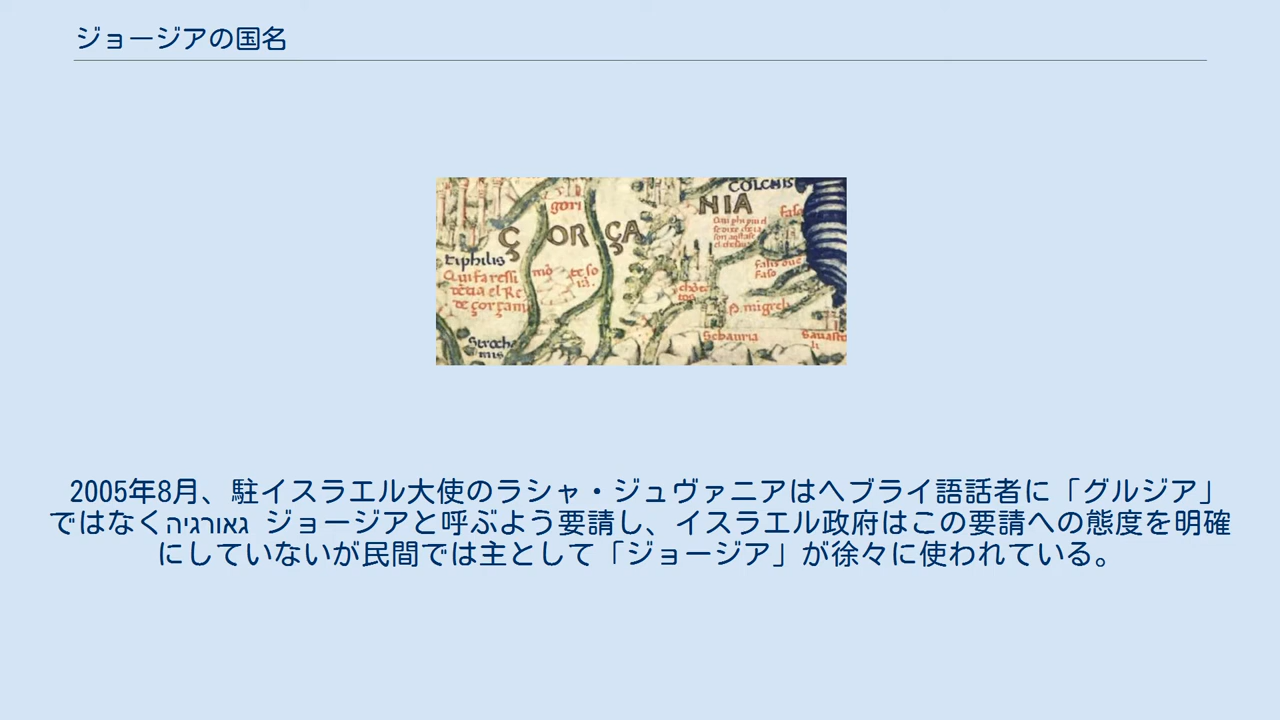 ジョージアの国名
COLCHIS
NIA
gori
fasa
Ç OR ÇA
tiphilis
Sebauria
2005年8月、駐イスラエル大使のラシャ・ジュヴァニアはヘブライ語話者に「グルジア」
ではなくגאורגיה ジョージアと呼ぶよう要請し、イスラエル政府はこの要請への態度を明確
にしていないが民間では主として「ジョージア」が徐々に使われている。